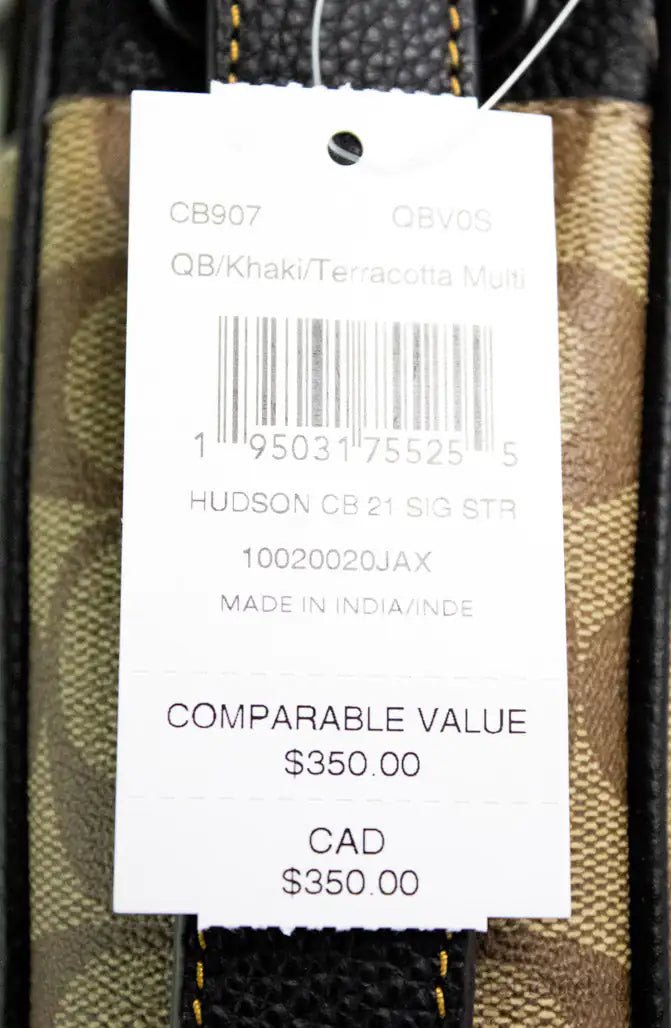 CB907 QBV0S
QB/Khaki/Terracotta Multi
1 95031 75525 5
HUDSON CB 21 SIG STR
10020020JAX
MADE IN INDIA/INDE
COMPARABLE VALUE
$350.00
CAD
$350.00